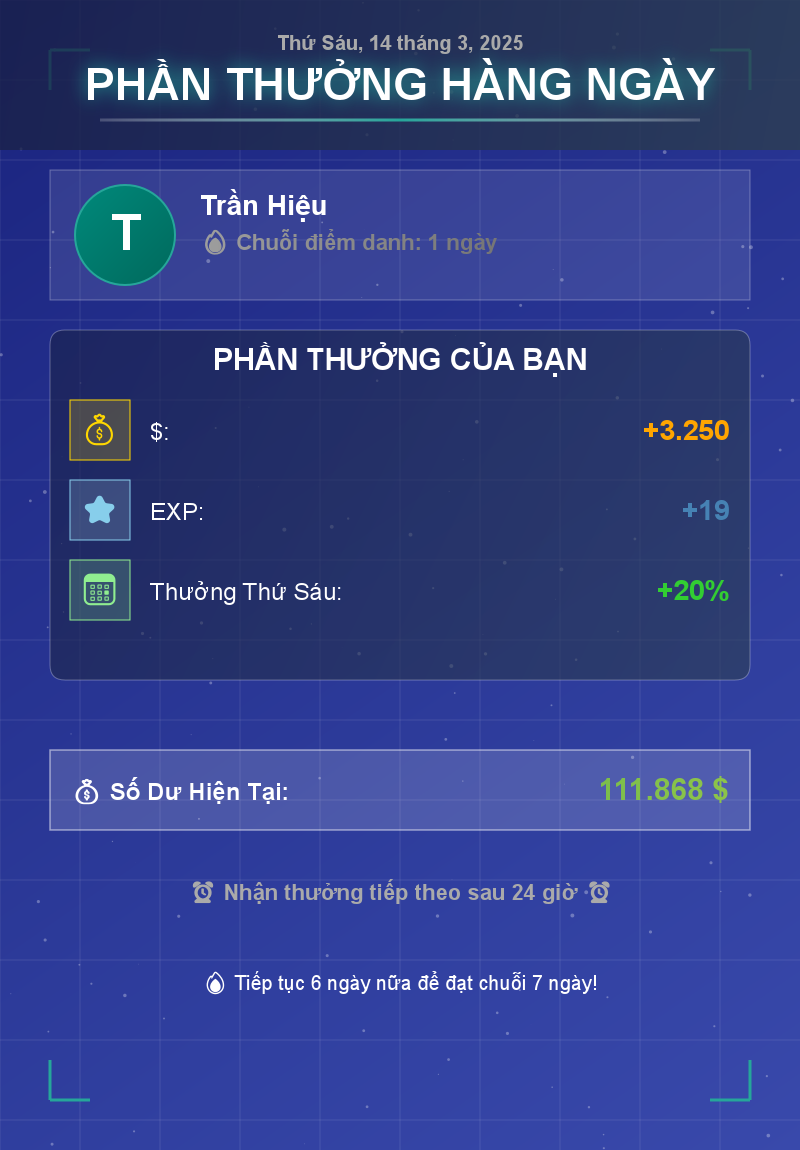 Thứ Sáu, 14 tháng 3, 2025
PHẦN THƯỞNG HÀNG NGÀY
T
Trần Hiệu
Chuỗi điểm danh: 1 ngày
PHẦN THƯỞNG CỦA BẠN
$: +3.250
EXP: +19
Thưởng Thứ Sáu: +20%
Số Dư Hiện Tại: 111.868 $
Nhận thưởng tiếp theo sau 24 giờ
Tiếp tục 6 ngày nữa để đạt chuỗi 7 ngày!